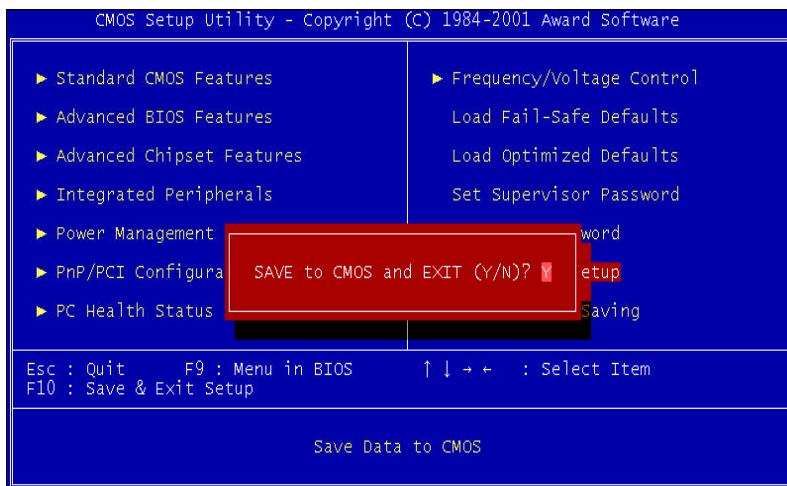 CMOS Setup Utility - Copyright (C) 1984-2001 Award Software
► Standard CMOS Features
► Advanced BIOS Features
► Advanced Chipset Features
► Integrated Peripherals
► Power Management
► PnP/PCI Configura
► PC Health Status
► Frequency/Voltage Control
Load Fail-Safe Defaults
Load Optimized Defaults
Set Supervisor Password
word
etup
Saving
SAVE to CMOS and EXIT (Y/N)? Y
Esc : Quit F9 : Menu in BIOS ↑ ↓ → ← : Select Item
F10 : Save & Exit Setup
Save Data to CMOS